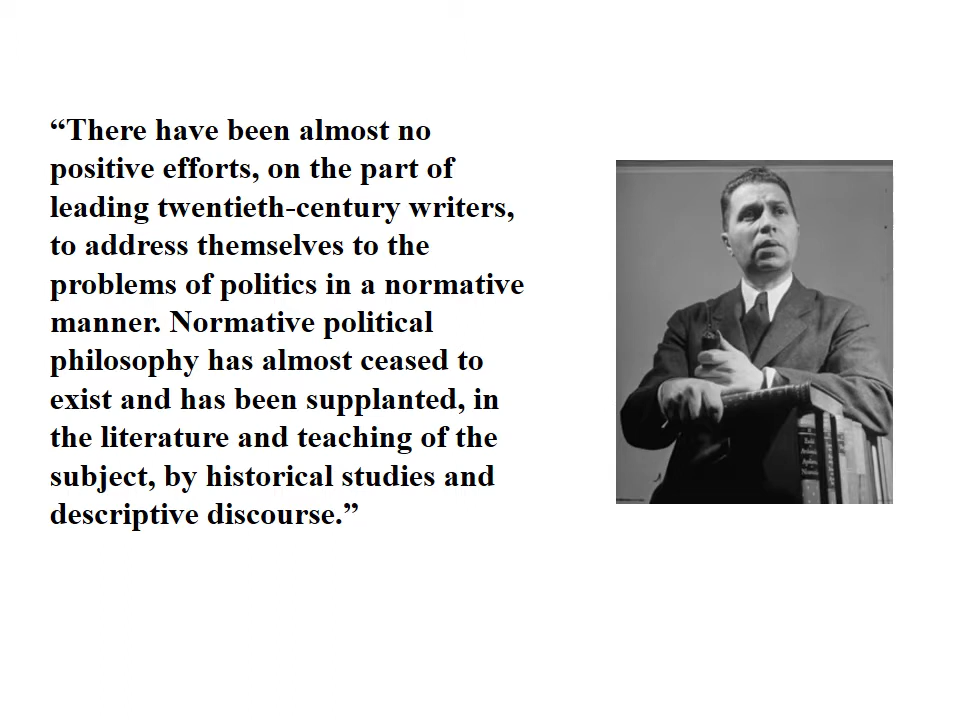 “There have been almost no
positive efforts, on the part of
leading twentieth-century writers,
to address themselves to the
problems of politics in a normative
manner. Normative political
philosophy has almost ceased to
exist and has been supplanted, in
the literature and teaching of the
subject, by historical studies and
descriptive discourse.”